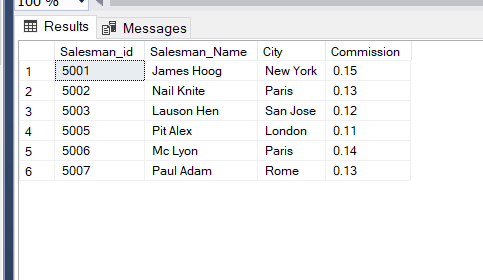 100 %
Results Messages
Salesman_id Salesman_Name City Commission
1 5001 James Hoog New York 0.15
2 5002 Nail Knite Paris 0.13
3 5003 Lauson Hen San Jose 0.12
4 5005 Pit Alex London 0.11
5 5006 Mc Lyon Paris 0.14
6 5007 Paul Adam Rome 0.13